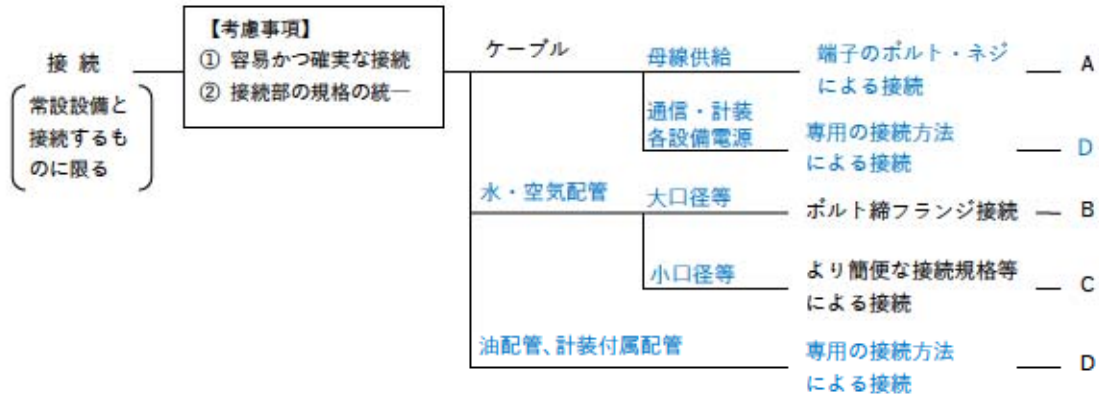 接 続
常設設備と
接続するも
のに限る
【考慮事項】
① 容易かつ確実な接続
② 接続部の規格の統一
ケーブル
母線供給
端子のボルト・ネジ
による接続
A
通信・計装
各設備電源
専用の接続方法
による接続
D
水・空気配管
大口径等
ボルト締フランジ接続
B
小口径等
より簡便な接続規格等
による接続
C
油配管、計装付属配管
専用の接続方法
による接続
D